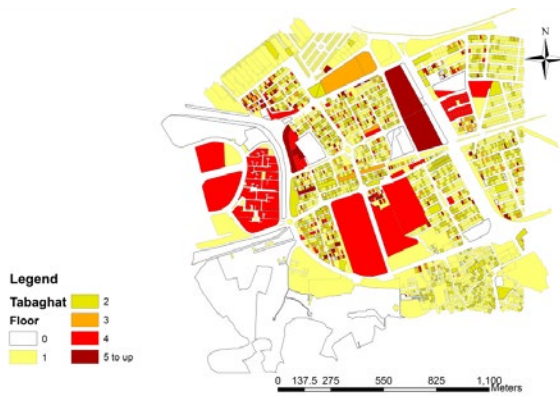 N
Legend
Tabaghat
Floor
0
1
2
3
4
5 to up
0 137.5 275 550 825 1,100
Meters